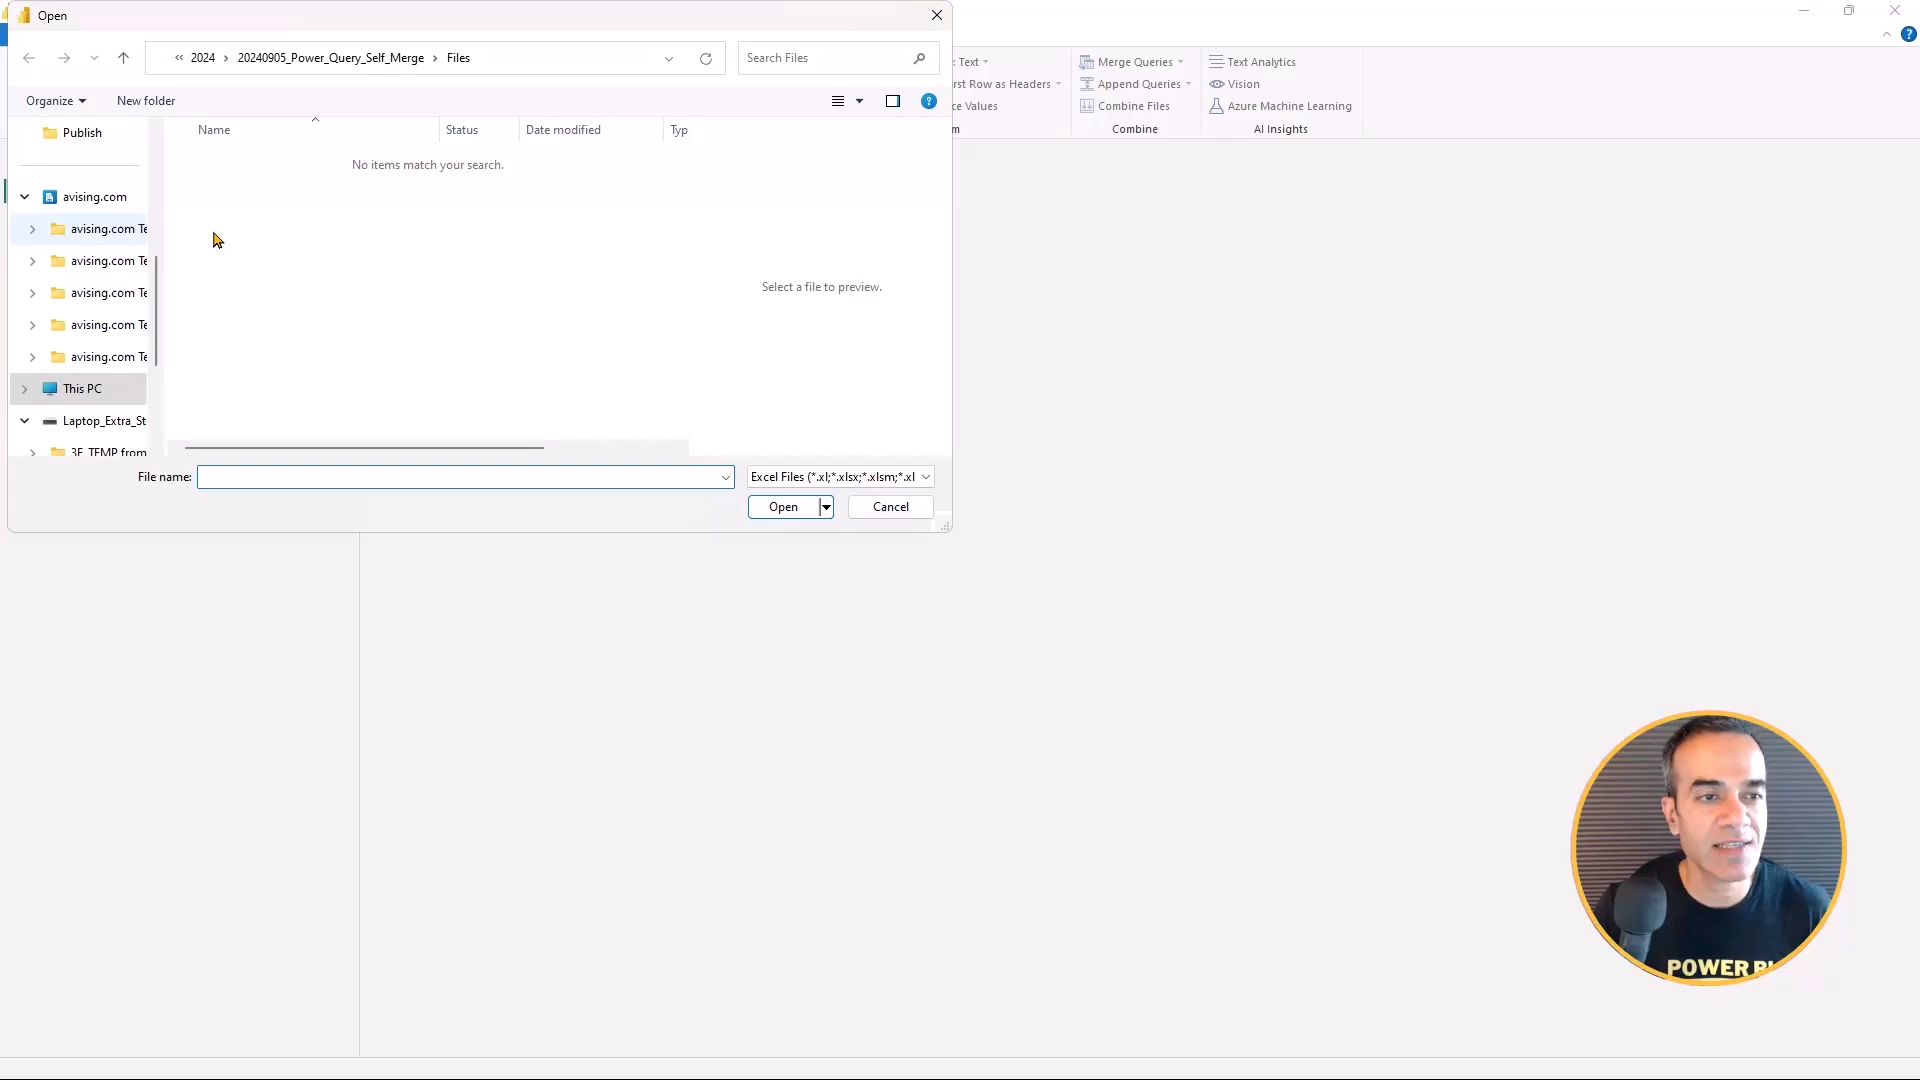 Open
« 2024 › 20240905_Power_Query_Self_Merge › Files
Search Files
Organize
New folder
?
Publish
Name
Status
Date modified
Typ
No items match your search.
avising.com
avising.com Te
avising.com Te
avising.com Te
avising.com Te
avising.com Te
This PC
Laptop_Extra_St
3F_TEMP from
Select a file to preview.
File name:
Excel Files (*.xl;*.xlsx;*.xlsm;*.xl
Open
Cancel
?
: Text
rst Row as Headers
ce Values
m
Merge Queries
Append Queries
Combine Files
Combine
Text Analytics
Vision
Azure Machine Learning
AI Insights
POWER BI